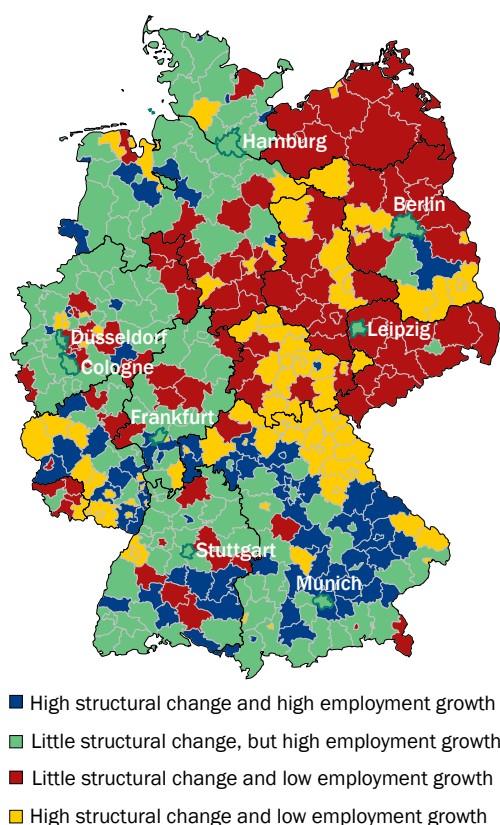 Hamburg
Berlin
Leipzig
Düsseldorf
Cologne
Frankfurt
Stuttgart
Munich
High structural change and high employment growth
Little structural change, but high employment growth
Little structural change and low employment growth
High structural change and low employment growth